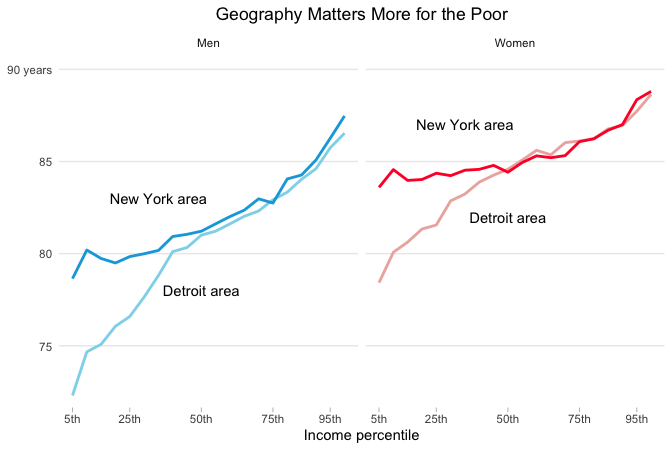 Geography Matters More for the Poor
Men
Women
90 years
85
80
75
New York area
Detroit area
New York area
Detroit area
5th 25th 50th 75th 95th
5th 25th 50th 75th 95th
Income percentile